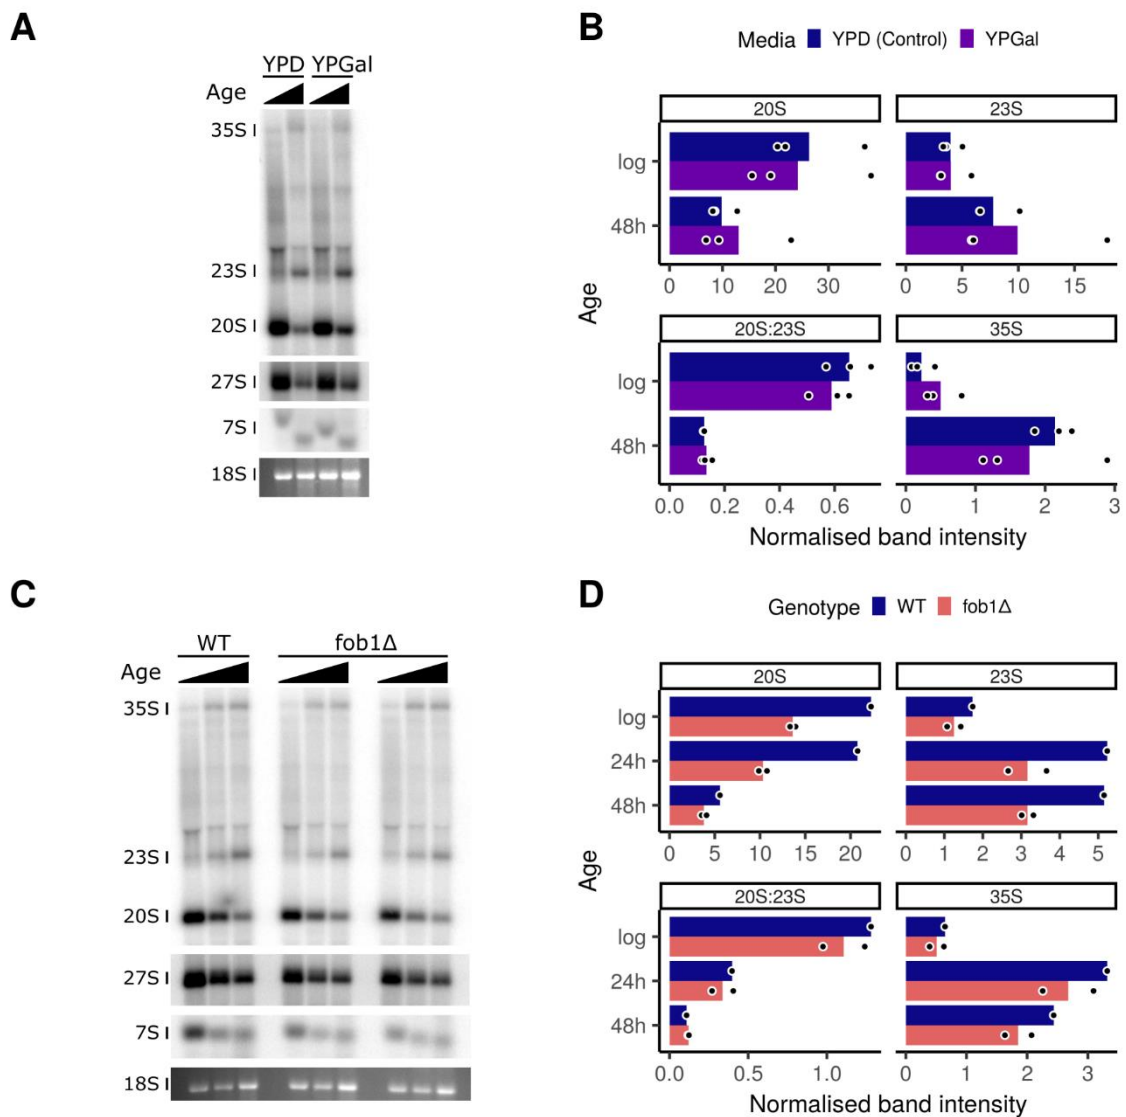 A
YPD YPGal
Age
35S
23S
20S
27S
7S
18S
B
Media YPD (Control) YPGal
20S 23S
log
48h
0 10 20 30 0 5 10 15
Age
20S:23S 35S
log
48h
0.0 0.2 0.4 0.6 0 1 2 3
Normalised band intensity
C
WT fob1Δ
Age
35S
23S
20S
27S
7S
18S
D
Genotype WT fob1Δ
20S 23S
log
24h
48h
0 5 10 15 20 0 1 2 3 4 5
Age
20S:23S 35S
log
24h
48h
0.0 0.5 1.0 0 1 2 3
Normalised band intensity